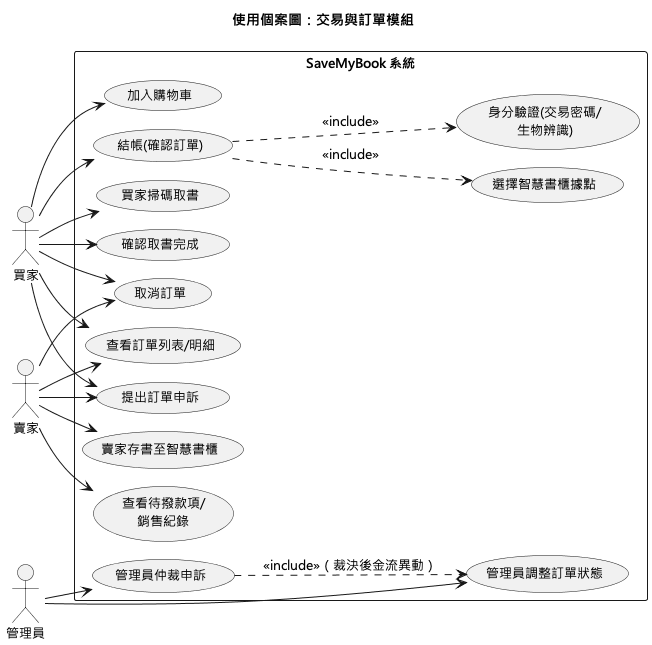 使用個案圖：交易與訂單模組
SaveMyBook 系統
加入購物車
結帳(確認訂單)
«include»
身分驗證(交易密碼/
生物辨識)
«include»
選擇智慧書櫃據點
買家掃碼取書
確認取書完成
買家
取消訂單
查看訂單列表/明細
提出訂單申訴
賣家
賣家存書至智慧書櫃
查看待撥款項/
銷售紀錄
管理員仲裁申訴
«include» ( 裁決後金流異動 )
管理員調整訂單狀態
管理員